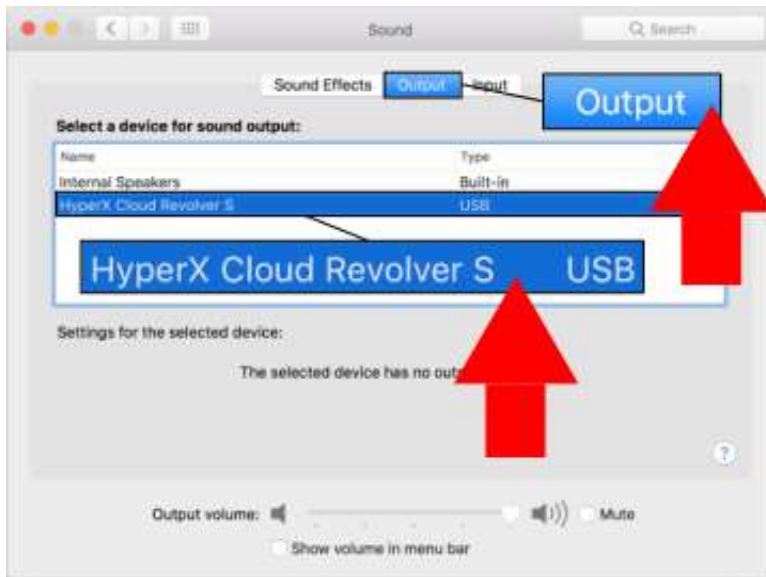 Sound
Search
Sound Effects Output Input
Output
Select a device for sound output:
Name Type
Internal Speakers Built-in
HyperX Cloud Revolver S USB
HyperX Cloud Revolver S USB
Settings for the selected device:
The selected device has no out
?
Output volume: Mute
Show volume in menu bar